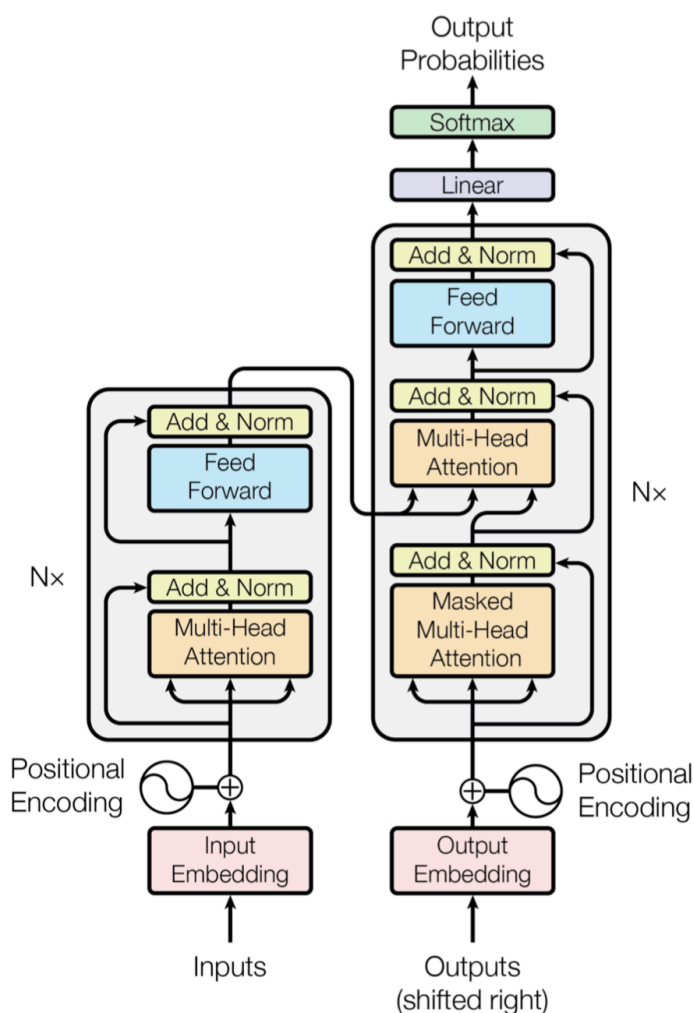 Output
Probabilities
Softmax
Linear
Add & Norm
Feed
Forward
Add & Norm
Multi-Head
Attention
Nx
Add & Norm
Masked
Multi-Head
Attention
Add & Norm
Feed
Forward
Nx
Add & Norm
Multi-Head
Attention
Positional
Encoding
Positional
Encoding
Input
Embedding
Output
Embedding
Inputs
Outputs
(shifted right)